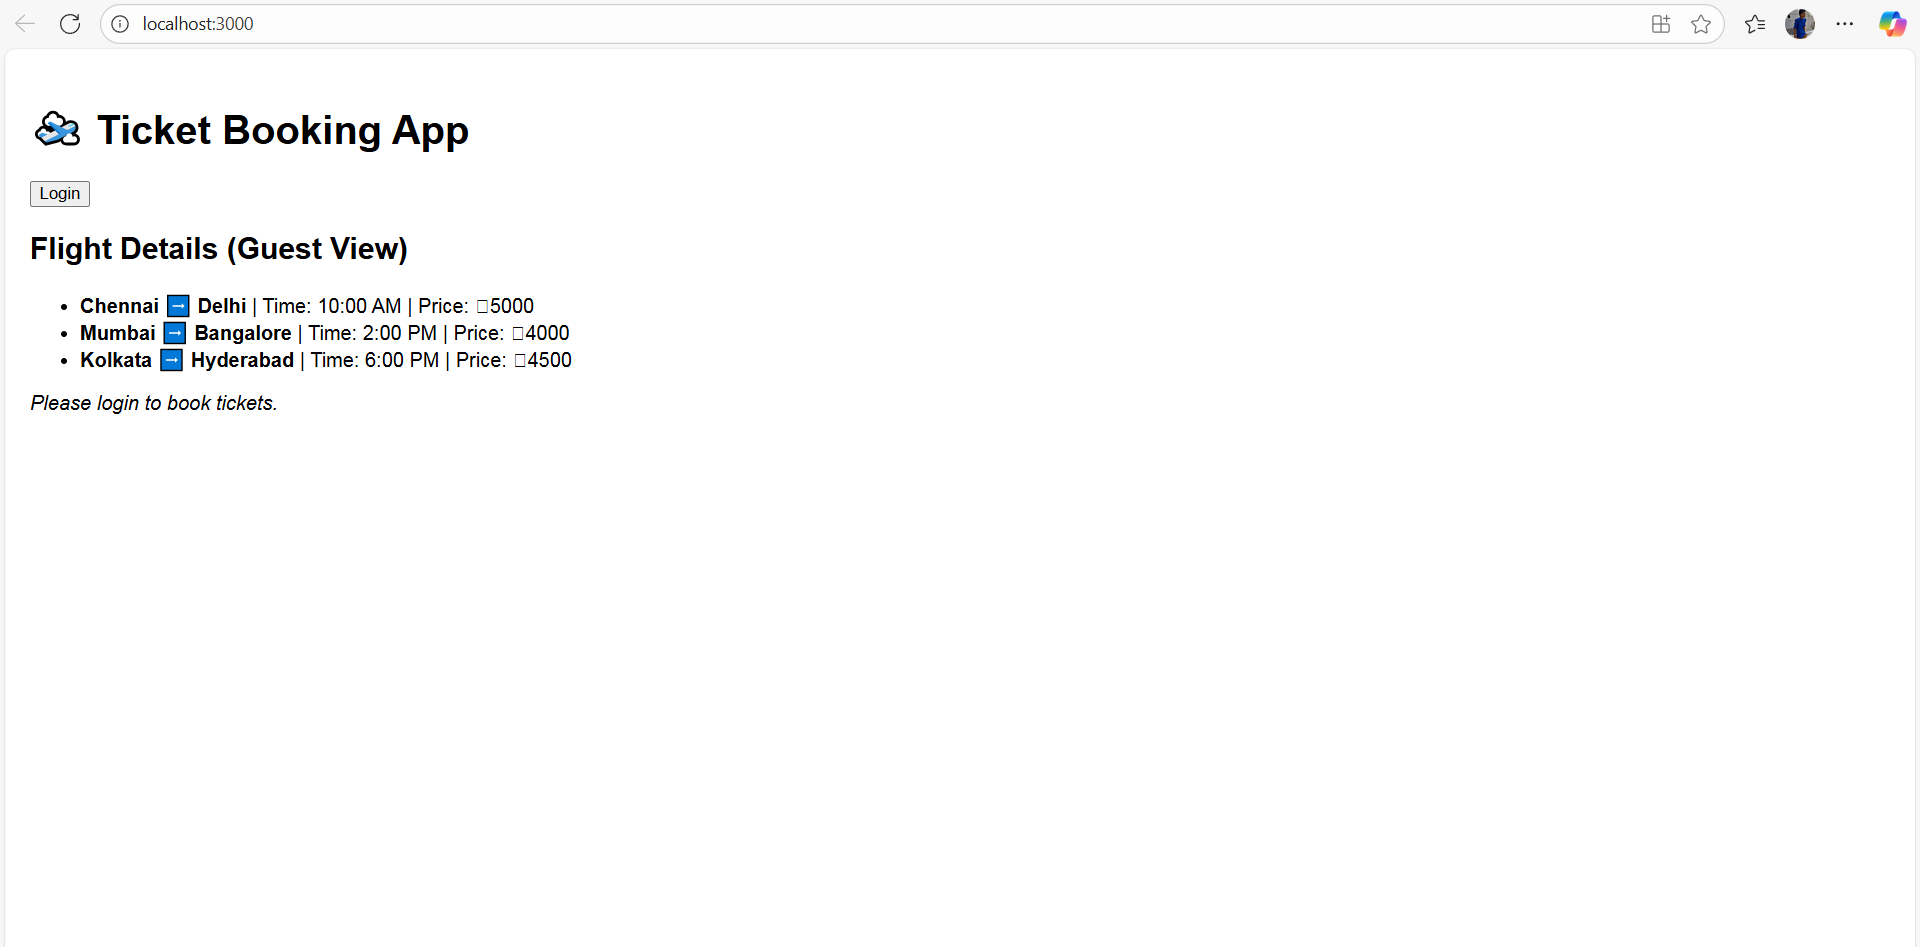 localhost:3000
Ticket Booking App
Login
Flight Details (Guest View)
• Chennai ➡ Delhi | Time: 10:00 AM | Price: □5000
• Mumbai ➡ Bangalore | Time: 2:00 PM | Price: □4000
• Kolkata ➡ Hyderabad | Time: 6:00 PM | Price: □4500
Please login to book tickets.